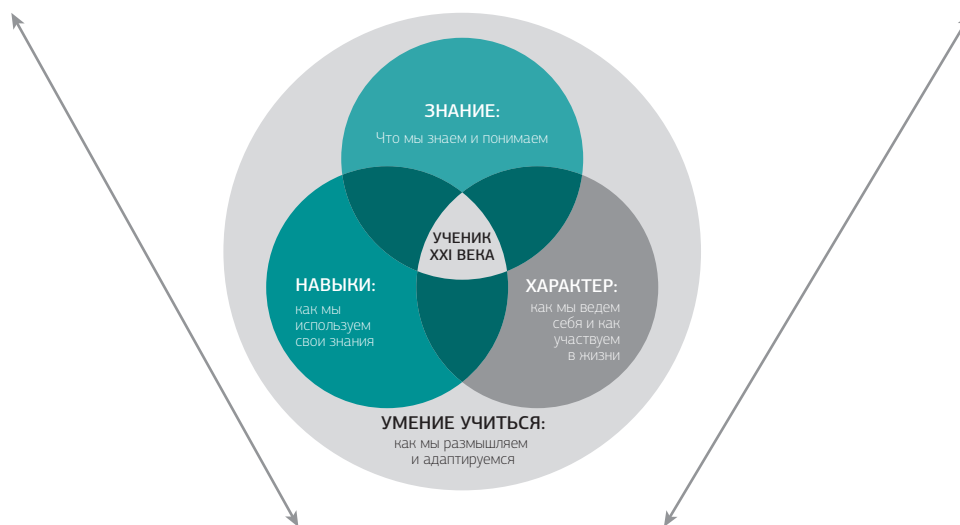 ЗНАНИЕ:
Что мы знаем и понимаем
УЧЕНИК
XXI ВЕКА
НАВЫКИ:
как мы
используем
свои знания
ХАРАКТЕР:
как мы ведем
себя и как
участвуем
в жизни
УМЕНИЕ УЧИТЬСЯ:
как мы размышляем
и адаптируемся